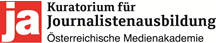 ja
Kuratorium für
Journalistenausbildung
Österreichische Medienakademie